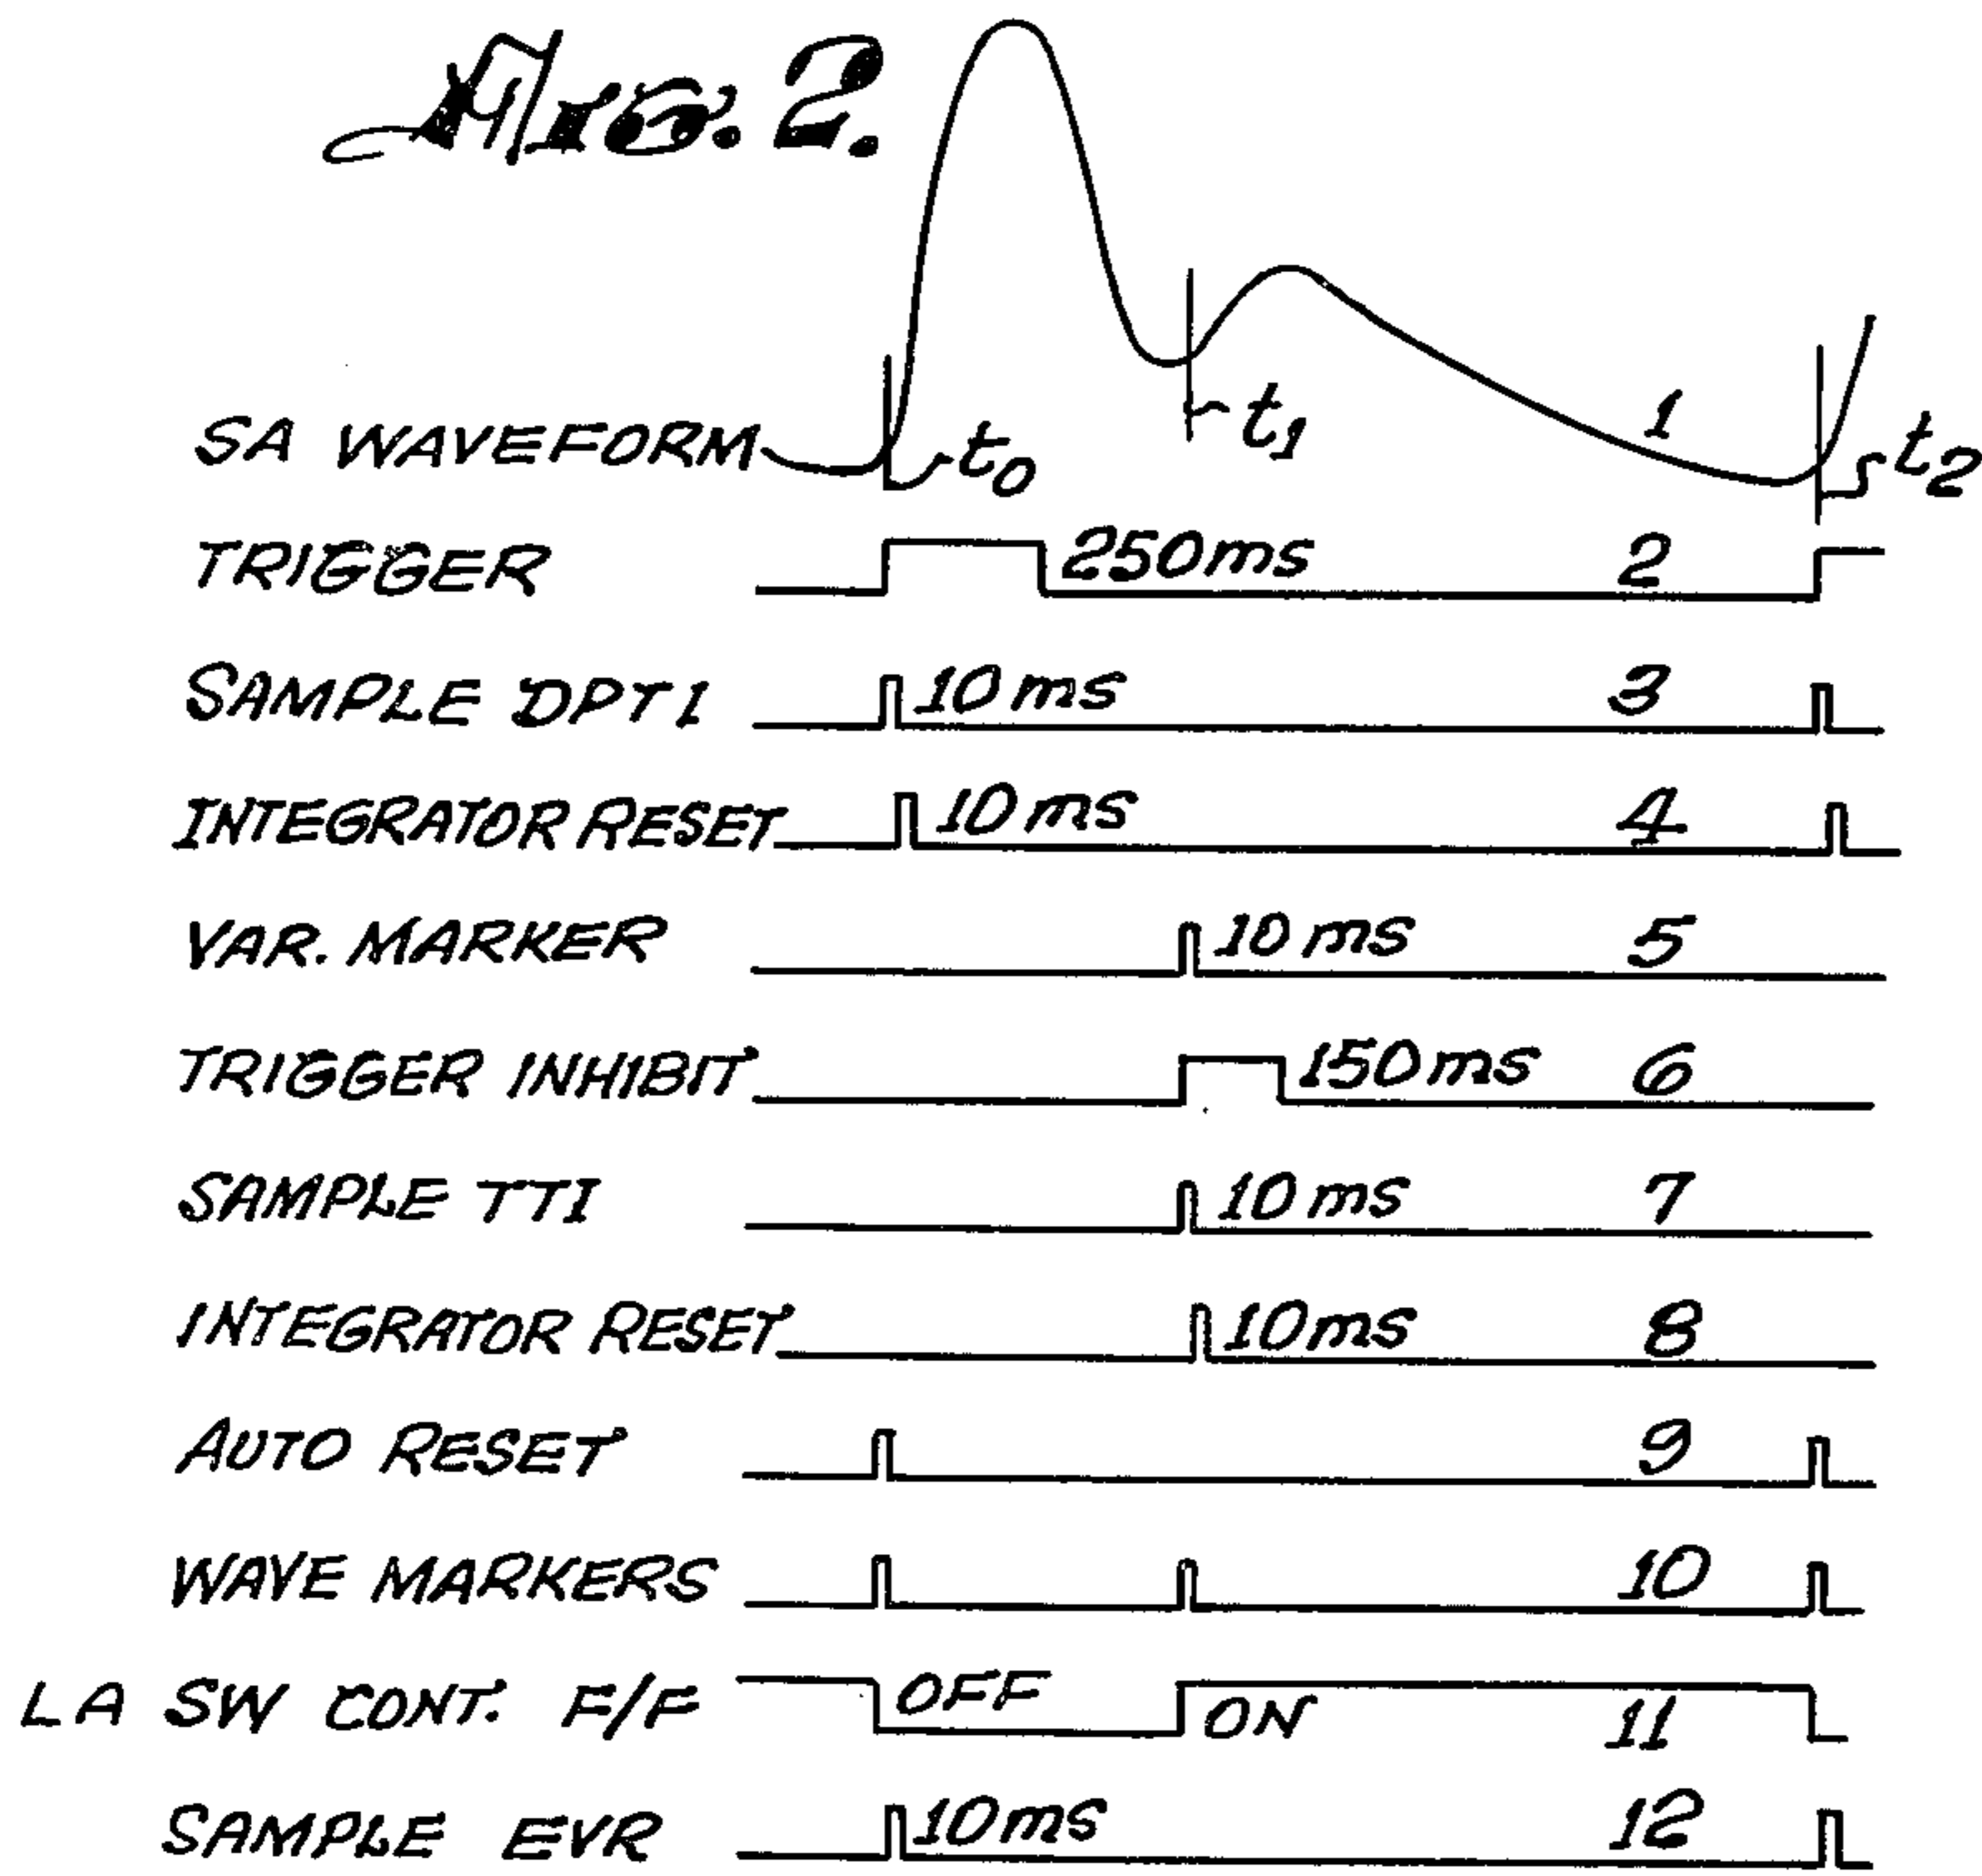 Fig. 2.
SA WAVEFORM t0 t1 1 t2
TRIGGER 250ms 2
SAMPLE DPTI 10ms 3
INTEGRATOR RESET 10ms 4
VAR. MARKER 10ms 5
TRIGGER INHIBIT 150ms 6
SAMPLE TTI 10ms 7
INTEGRATOR RESET 10ms 8
AUTO RESET 9
WAVE MARKERS 10
LA SW CONT. F/F OFF ON 11
SAMPLE EVR 10ms 12